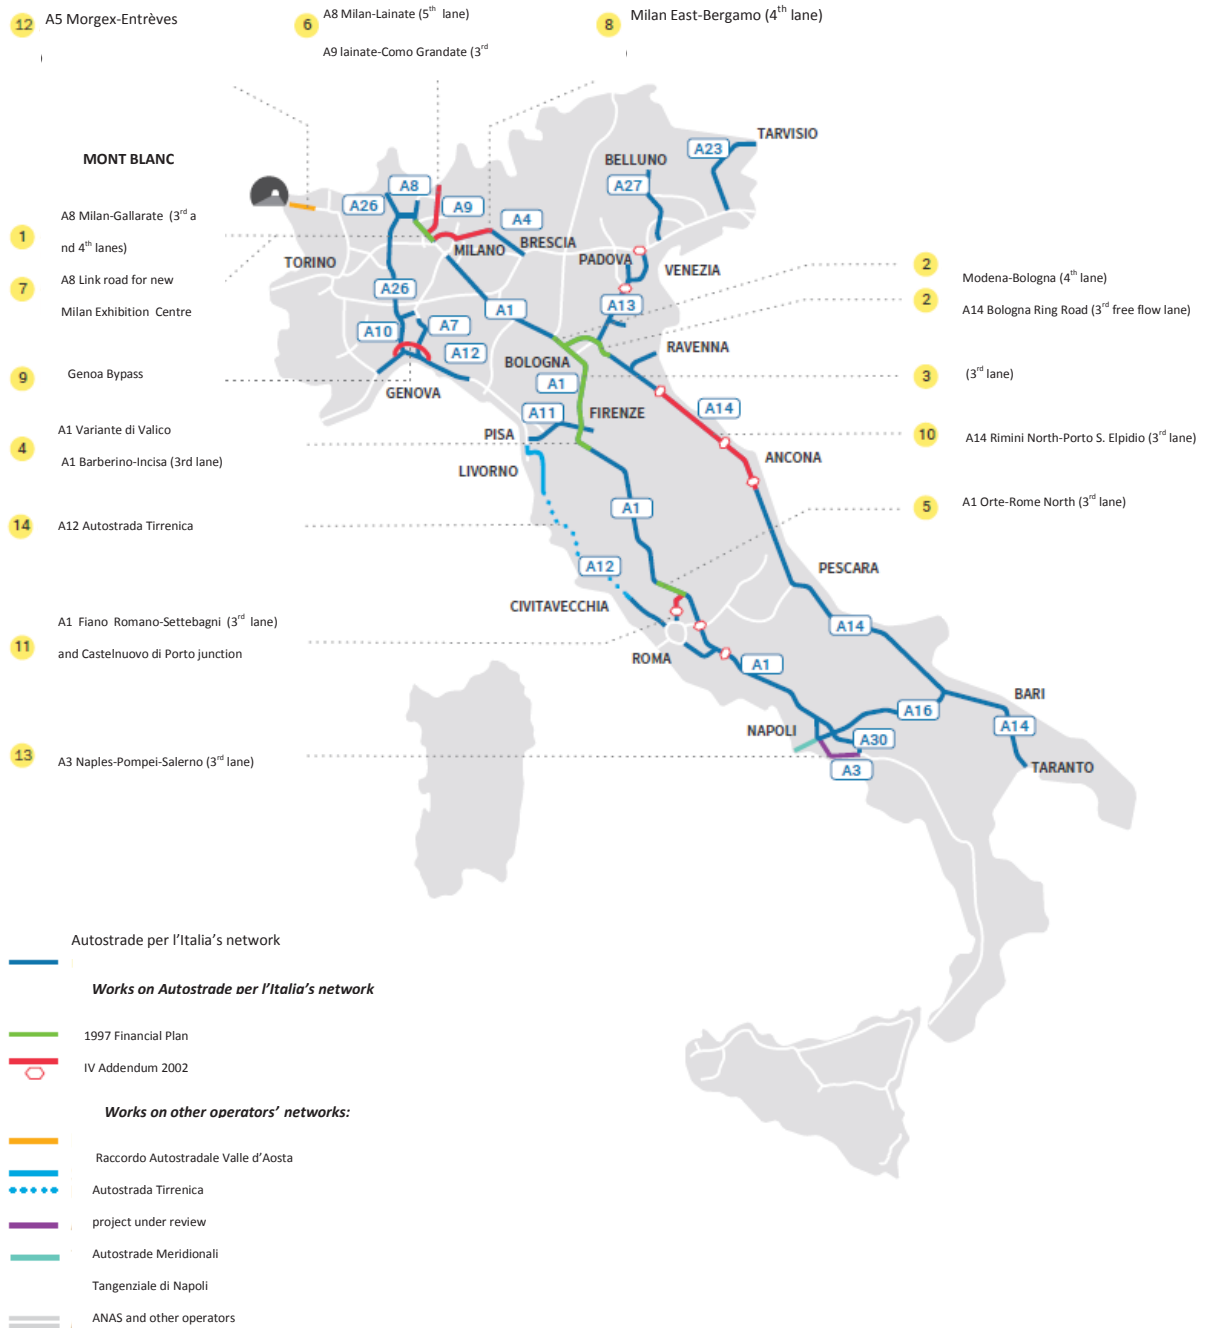 12 A5 Morgex-Entrèves
6 A8 Milan-Lainate (5th lane)
A9 lainate-Como Grandate (3rd
8 Milan East-Bergamo (4th lane)
TARVISIO
A23
BELLUNO
MONT BLANC
A27
A8
A26
A9
A8 Milan-Gallarate (3rd a
1
nd 4th lanes)
A4
BRESCIA
MILANO
PADOVA
TORINO
VENEZIA
2
Modena-Bologna (4th lane)
A8 Link road for new
7
Milan Exhibition Centre
A26
A13
2
A14 Bologna Ring Road (3rd free flow lane)
A1
A7
A10
A12
RAVENNA
BOLOGNA
9 Genoa Bypass
GENOVA
A1
3 (3rd lane)
A11
FIRENZE
A14
A1 Variante di Valico
4
A1 Barberino-Incisa (3rd lane)
PISA
10 A14 Rimini North-Porto S. Elpidio (3rd lane)
ANCONA
LIVORNO
A1
5 A1 Orte-Rome North (3rd lane)
14 A12 Autostrada Tirrenica
A12
PESCARA
CIVITAVECCHIA
A1 Fiano Romano-Settebagni (3rd lane)
11
and Castelnuovo di Porto junction
A14
ROMA
A1
BARI
A16
A14
NAPOLI
A30
13 A3 Naples-Pompei-Salerno (3rd lane)
A3
TARANTO
Autostrade per l’Italia’s network
Works on Autostrade per l’Italia’s network
1997 Financial Plan
IV Addendum 2002
Works on other operators’ networks:
Raccordo Autostradale Valle d’Aosta
Autostrada Tirrenica
project under review
Autostrade Meridionali
Tangenziale di Napoli
ANAS and other operators